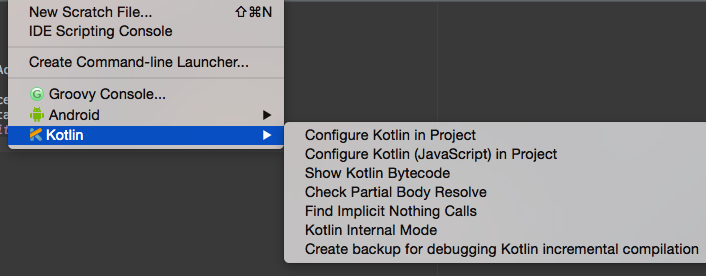 New Scratch File... ⇧⌘N
IDE Scripting Console
Create Command-line Launcher...
Groovy Console...
Android
Kotlin
Configure Kotlin in Project
Configure Kotlin (JavaScript) in Project
Show Kotlin Bytecode
Check Partial Body Resolve
Find Implicit Nothing Calls
Kotlin Internal Mode
Create backup for debugging Kotlin incremental compilation